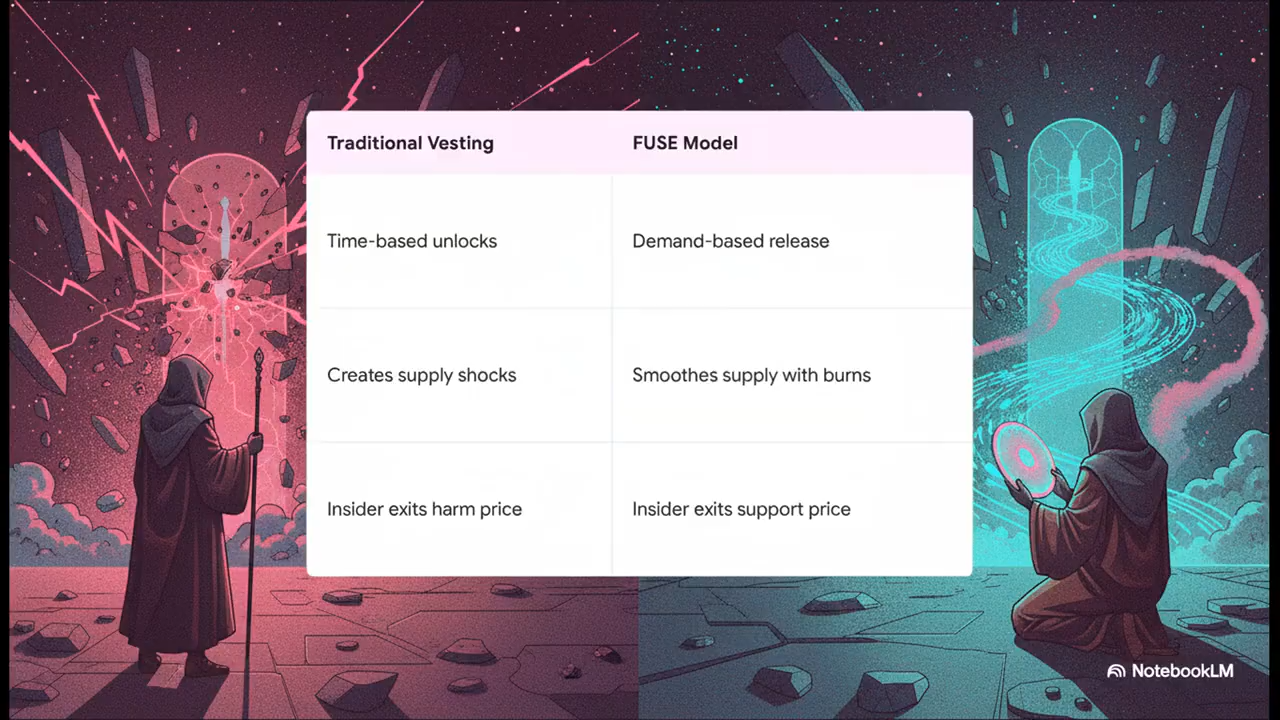 Traditional Vesting
FUSE Model
Time-based unlocks
Demand-based release
Creates supply shocks
Smoothes supply with burns
Insider exits harm price
Insider exits support price
NotebookLM